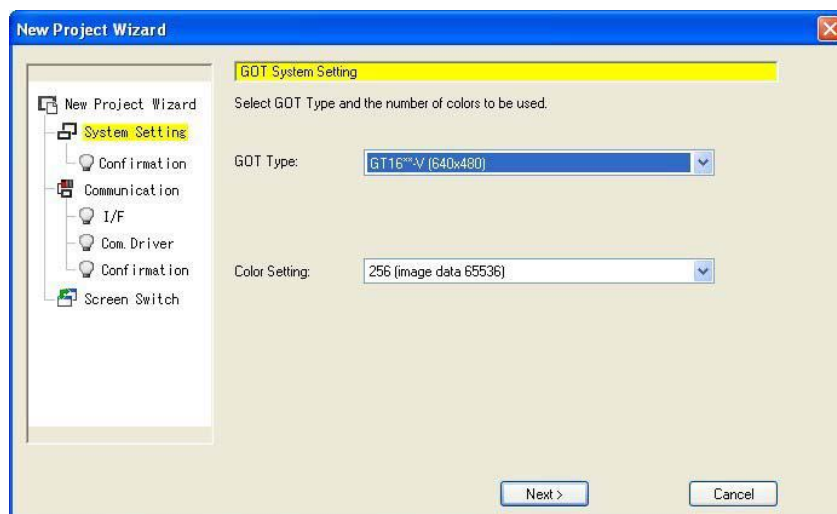 New Project Wizard
New Project Wizard
System Setting
Confirmation
Communication
I/F
Com. Driver
Confirmation
Screen Switch
GOT System Setting
Select GOT Type and the number of colors to be used.
GOT Type:
GT16**-V (640x480)
Color Setting:
256 (image data 65536)
Next >
Cancel